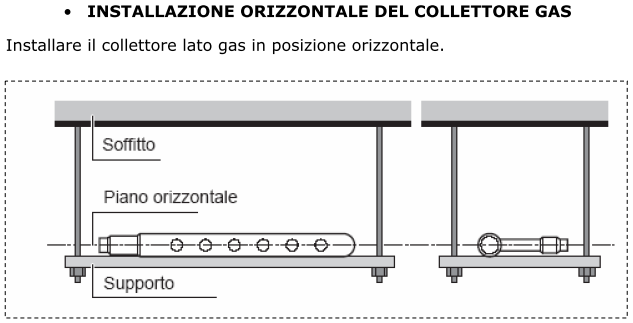 • INSTALLAZIONE ORIZZONTALE DEL COLLETTORE GAS
Installare il collettore lato gas in posizione orizzontale.
Soffitto
Piano orizzontale
Supporto